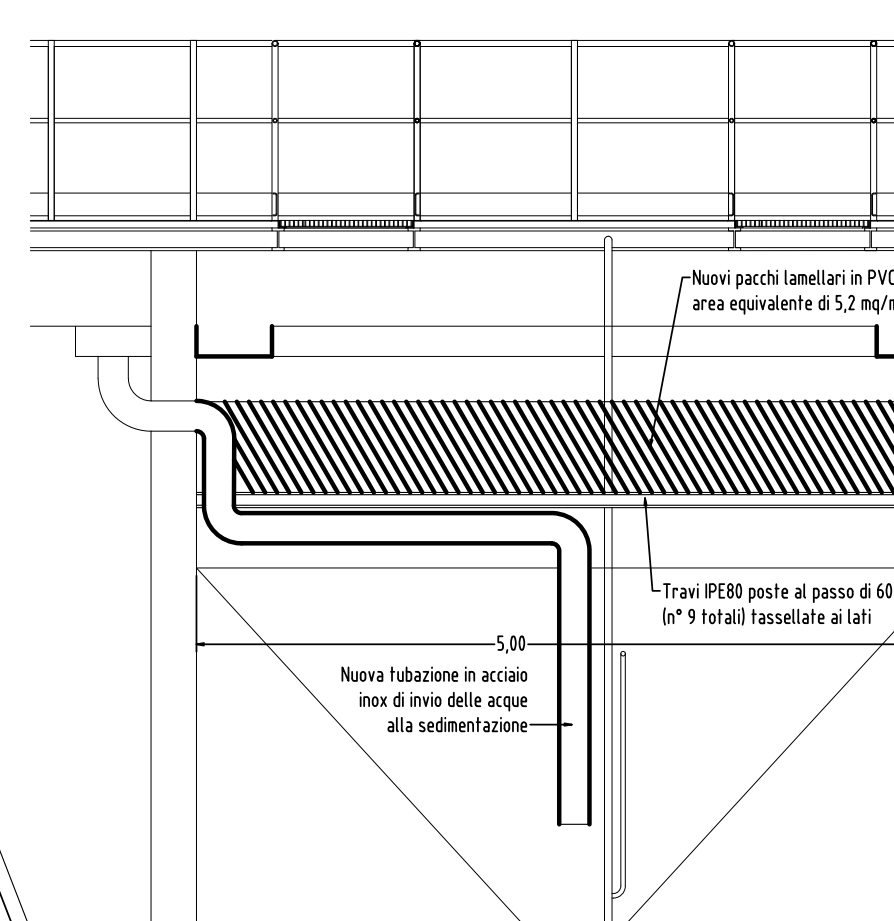 Nuovi pacchi lamellari in PVC
area equivalente di 5,2 mq/m
Travi IPE80 poste al passo di 60
(n° 9 totali) tassellate ai lati
5,00
Nuova tubazione in acciaio
inox di invio delle acque
alla sedimentazione